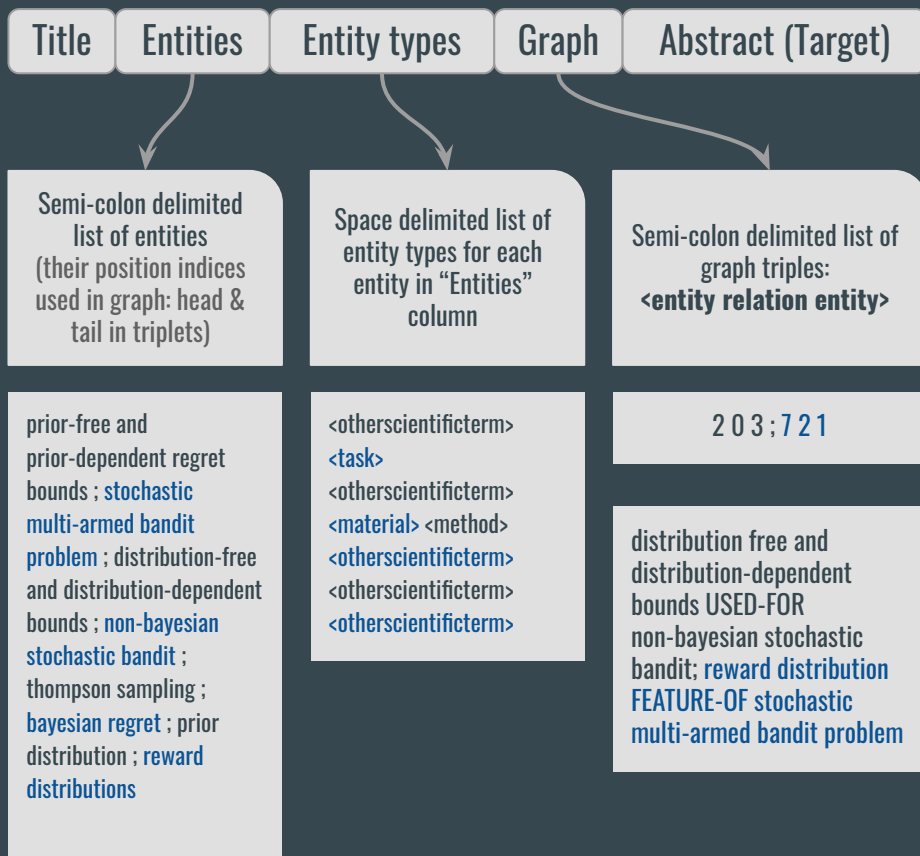 Title
Entities
Entity types
Graph
Abstract (Target)
Semi-colon delimited
list of entities
(their position indices
used in graph: head &
tail in triplets)
Space delimited list of
entity types for each
entity in “Entities”
column
Semi-colon delimited list of
graph triples:
<entity relation entity>
prior-free and
prior-dependent regret
bounds ; stochastic
multi-armed bandit
problem ; distribution-free
and distribution-dependent
bounds ; non-bayesian
stochastic bandit ;
thompson sampling ;
bayesian regret ; prior
distribution ; reward
distributions
<otherscientificterm>
<task>
<otherscientificterm>
<material> <method>
<otherscientificterm>
<otherscientificterm>
<otherscientificterm>
2 0 3 ; 7 2 1
distribution free and
distribution-dependent
bounds USED-FOR
non-bayesian stochastic
bandit; reward distribution
FEATURE-OF stochastic
multi-armed bandit problem